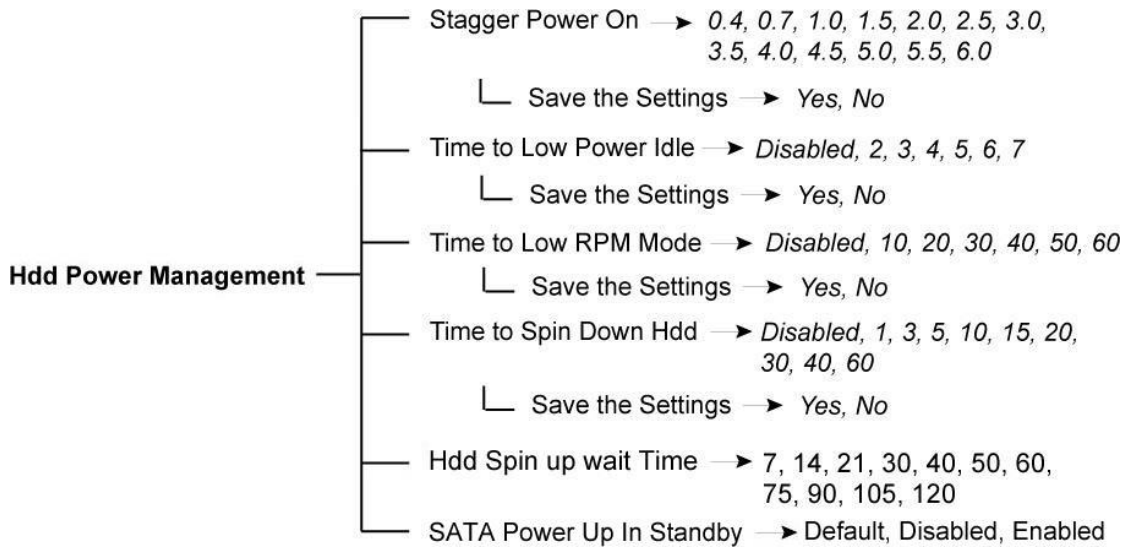 Stagger Power On 0.4, 0.7, 1.0, 1.5, 2.0, 2.5, 3.0,
3.5, 4.0, 4.5, 5.0, 5.5, 6.0
Save the Settings Yes, No
Time to Low Power Idle Disabled, 2, 3, 4, 5, 6, 7
Save the Settings Yes, No
Time to Low RPM Mode Disabled, 10, 20, 30, 40, 50, 60
Hdd Power Management
Save the Settings Yes, No
Time to Spin Down Hdd Disabled, 1, 3, 5, 10, 15, 20,
30, 40, 60
Save the Settings Yes, No
Hdd Spin up wait Time 7, 14, 21, 30, 40, 50, 60,
75, 90, 105, 120
SATA Power Up In Standby Default, Disabled, Enabled